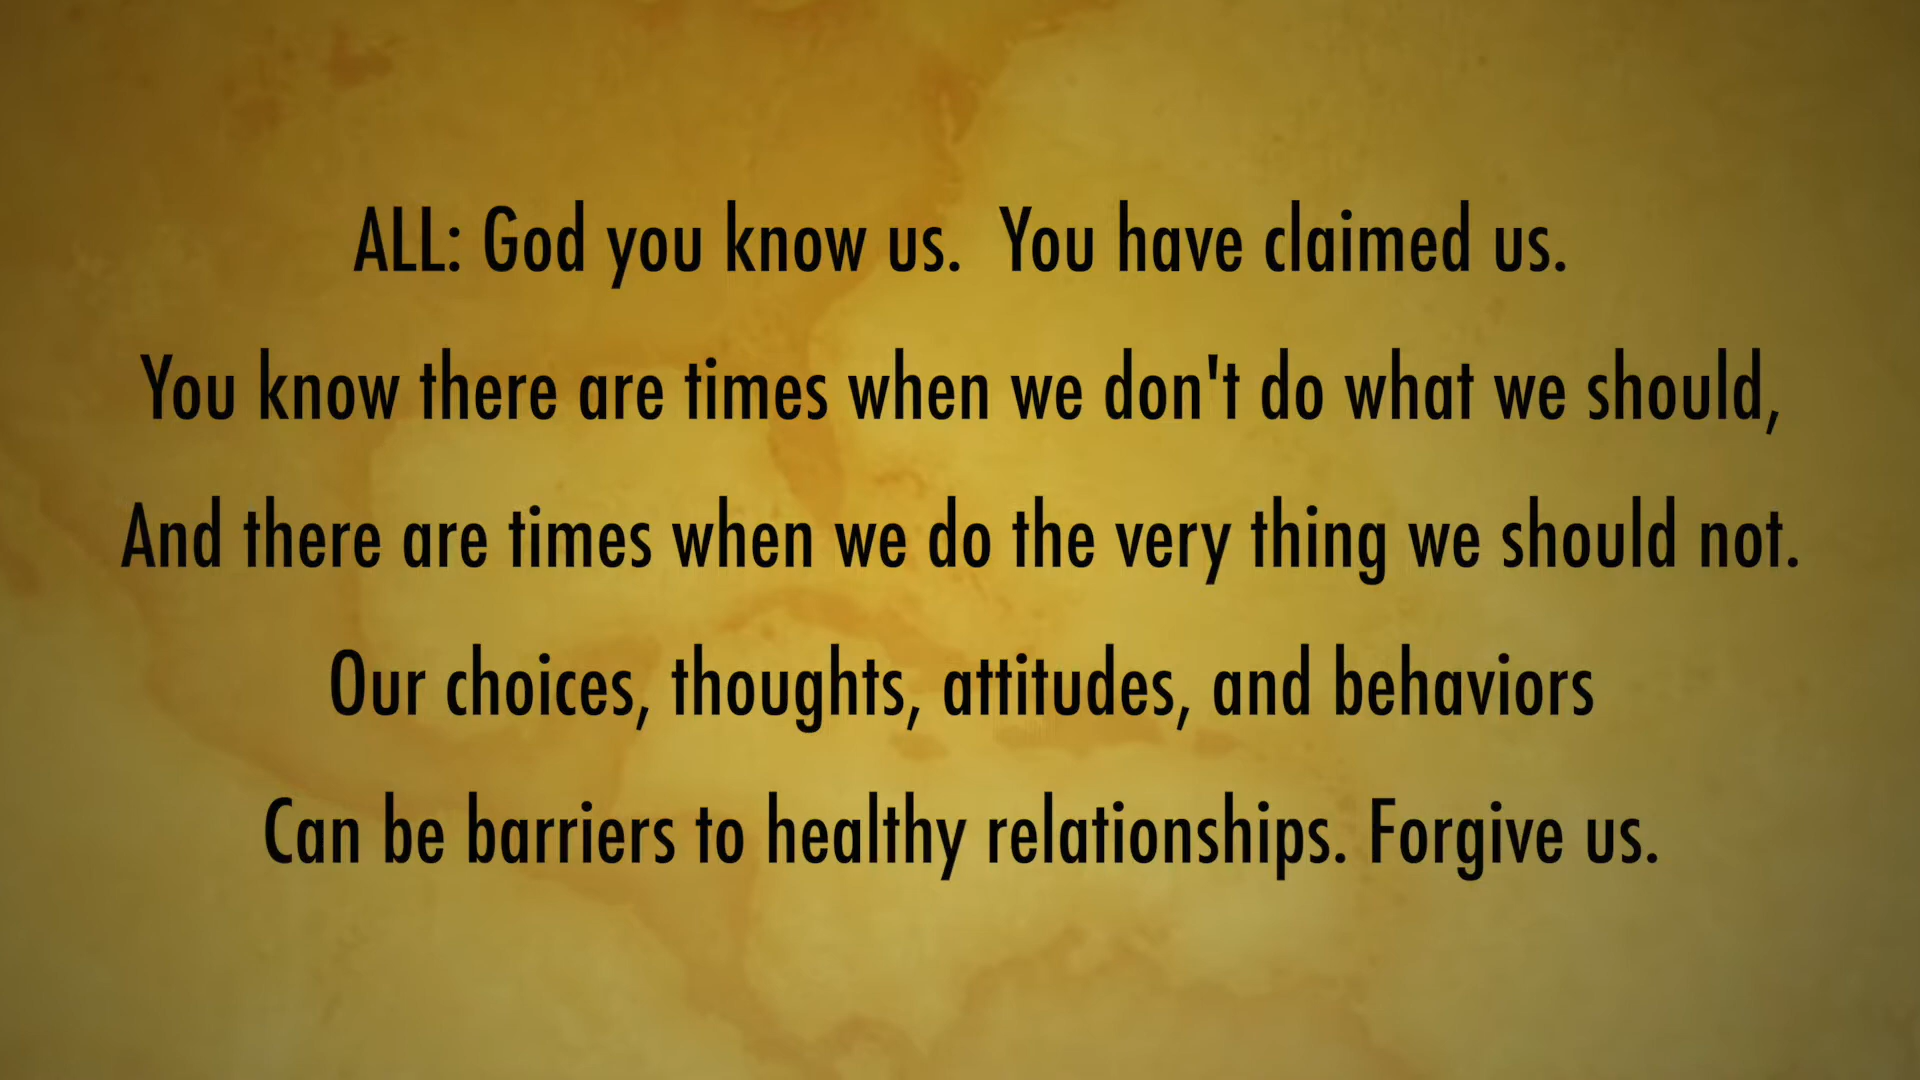 ALL: God you know us.  You have claimed us.
You know there are times when we don't do what we should,
And there are times when we do the very thing we should not.
Our choices, thoughts, attitudes, and behaviors
Can be barriers to healthy relationships. Forgive us.